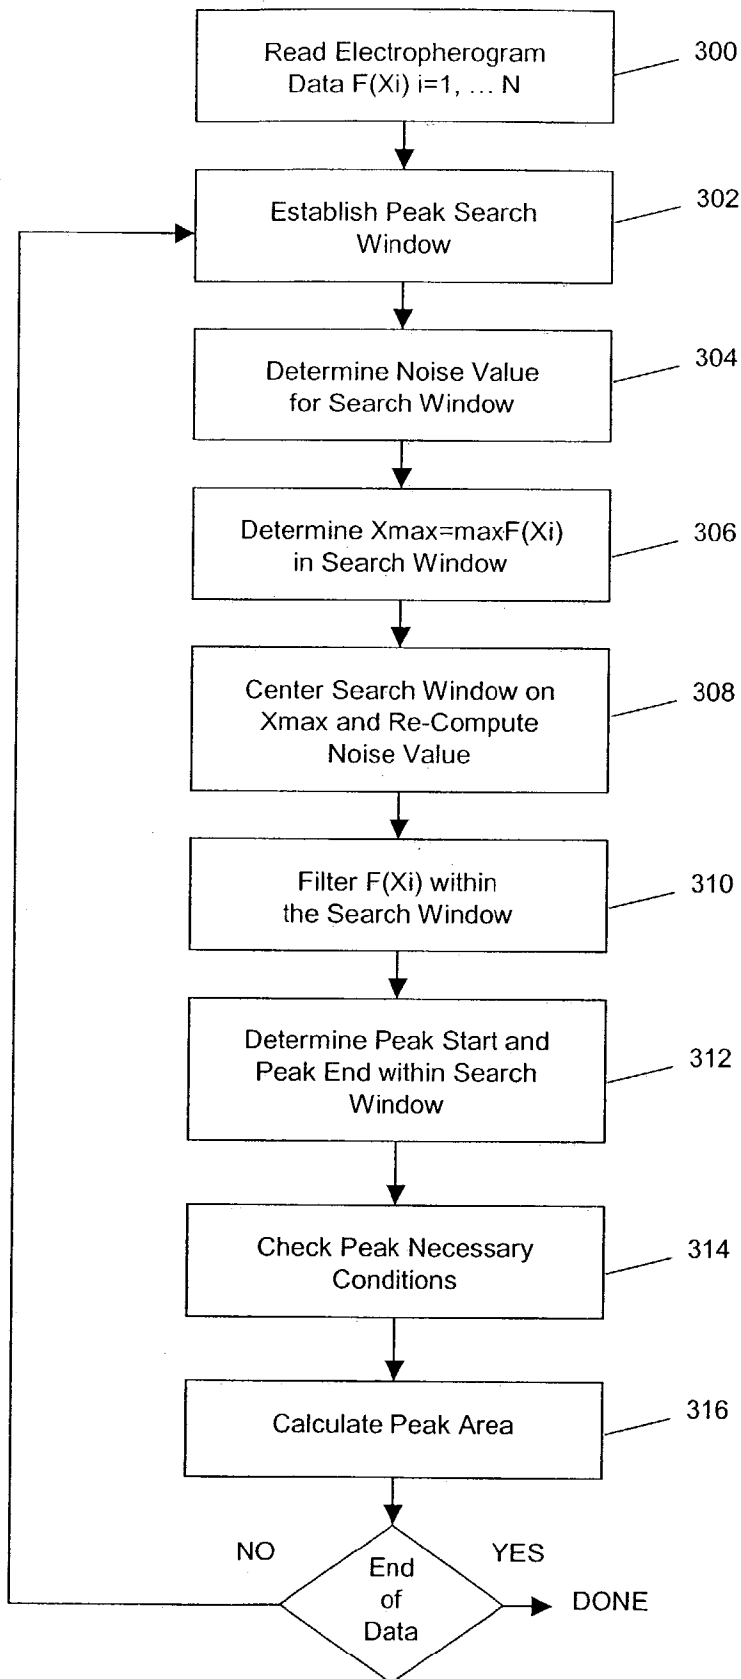 Read Electropherogram
Data F(Xi) i=1, ... N
300
Establish Peak Search
Window
302
Determine Noise Value
for Search Window
304
Determine Xmax=maxF(Xi)
in Search Window
306
Center Search Window on
Xmax and Re-Compute
Noise Value
308
Filter F(Xi) within
the Search Window
310
Determine Peak Start and
Peak End within Search
Window
312
Check Peak Necessary
Conditions
314
Calculate Peak Area
316
NO
YES
End
of
Data
DONE